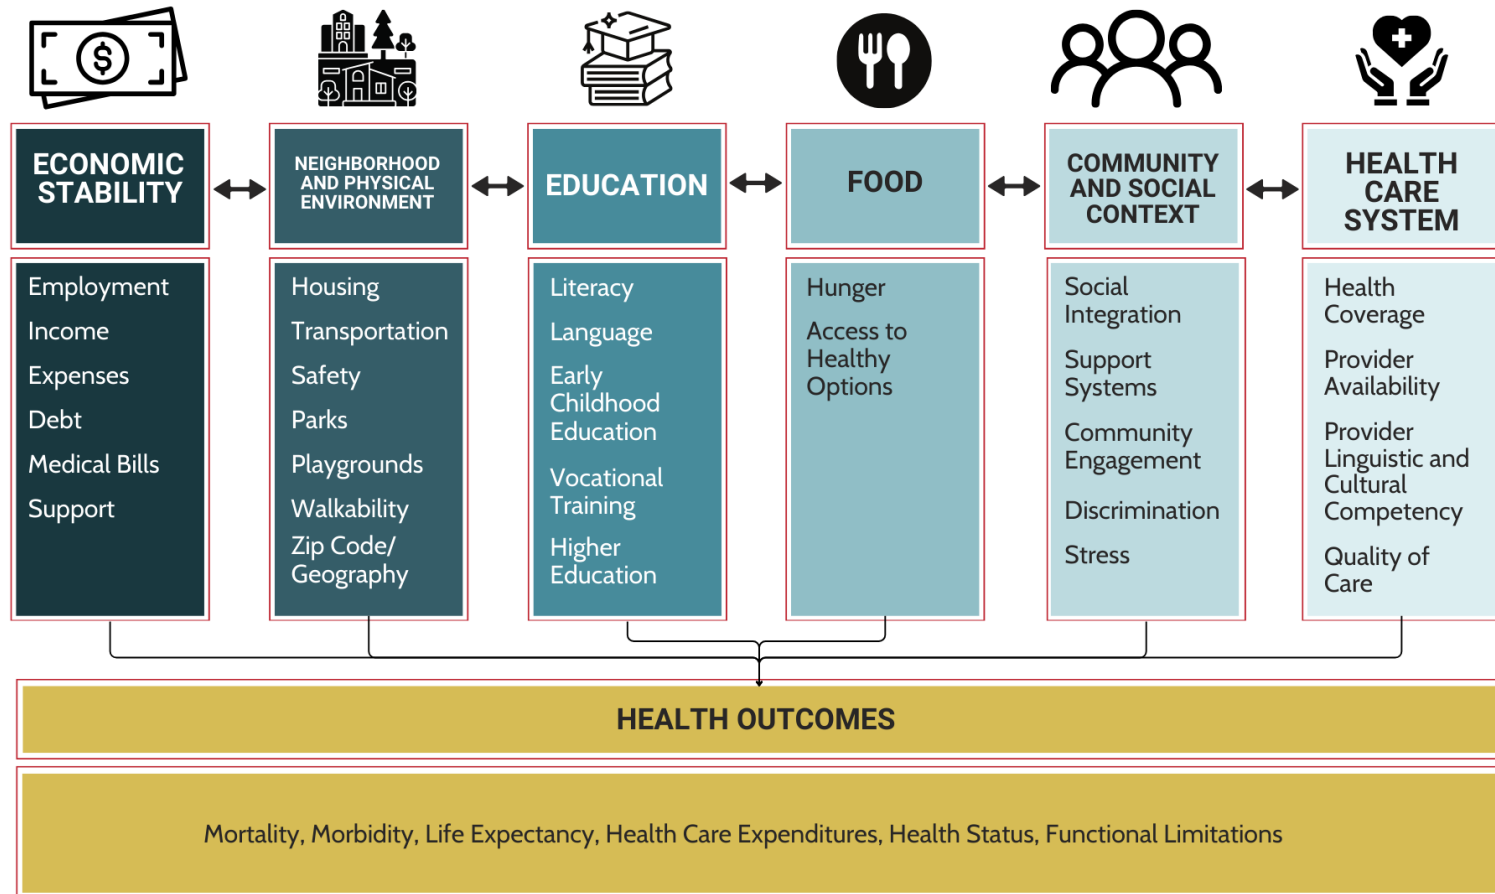 $
ECONOMIC
STABILITY
NEIGHBORHOOD
AND PHYSICAL
ENVIRONMENT
EDUCATION
FOOD
COMMUNITY
AND SOCIAL
CONTEXT
HEALTH
CARE
SYSTEM
Employment
Income
Expenses
Debt
Medical Bills
Support
Housing
Transportation
Safety
Parks
Playgrounds
Walkability
Zip Code/
Geography
Literacy
Language
Early
Childhood
Education
Vocational
Training
Higher
Education
Hunger
Access to
Healthy
Options
Social
Integration
Support
Systems
Community
Engagement
Discrimination
Stress
Health
Coverage
Provider
Availability
Provider
Linguistic and
Cultural
Competency
Quality of
Care
HEALTH OUTCOMES
Mortality, Morbidity, Life Expectancy, Health Care Expenditures, Health Status, Functional Limitations